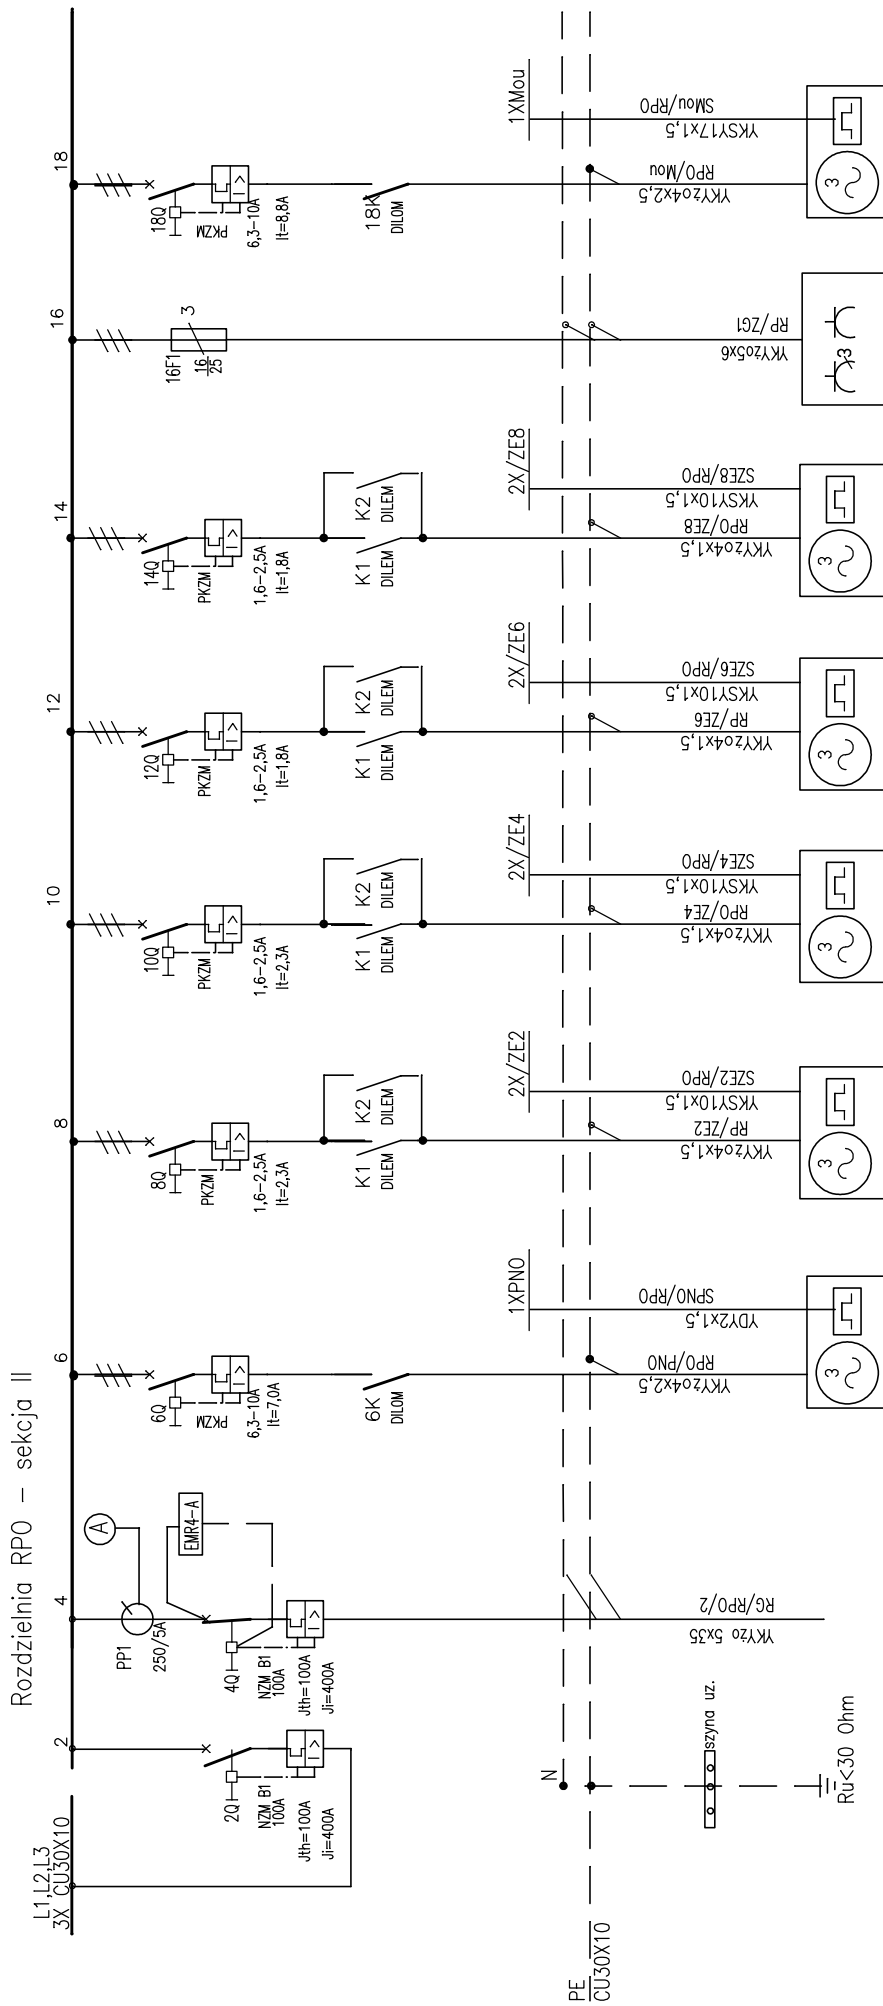 Rozdzielnia RPO – sekcja II
L1,L2,L3
3X CU30X10
2
2Q
NZM B1
100A
Jth=100A
Ji=400A
4
A
PP1
250/5A
EMR4-A
4Q
NZM B1
100A
Jth=100A
Ji=400A
RG/RPO/2
YKYżo 5x35
6
6Q
PKZM
6,3-10A
It=7,0A
6K
DILOM
1XPNO
SPNO/RPO
YDY2x1,5
RPO/PNO
YKYżo4x2,5
3
8
8Q
PKZM
1,6-2,5A
It=2,3A
K1
DILEM
K2
DILEM
2X/ZE2
SZE2/RPO
YKSY10x1,5
RP/ZE2
YKYżo4x1,5
3
10
10Q
PKZM
1,6-2,5A
It=2,3A
K1
DILEM
K2
DILEM
2X/ZE4
SZE4/RPO
YKSY10x1,5
RPO/ZE4
YKYżo4x1,5
3
12
12Q
PKZM
1,6-2,5A
It=1,8A
K1
DILEM
K2
DILEM
2X/ZE6
SZE6/RPO
YKSY10x1,5
RP/ZE6
YKYżo4x1,5
3
14
14Q
PKZM
1,6-2,5A
It=1,8A
K1
DILEM
K2
DILEM
2X/ZE8
SZE8/RPO
YKSY10x1,5
RPO/ZE8
YKYżo4x1,5
3
16
16F1
16
25
3
RP/ZG1
YKYżo5x6
3
18
18Q
PKZM
6,3-10A
It=8,8A
18K
DILOM
1XMou
SMou/RPO
YKSY17x1,5
RPO/Mou
YKYżo4x2,5
3
N
PE
CU30X10
szyna uz.
Ru<30 Ohm